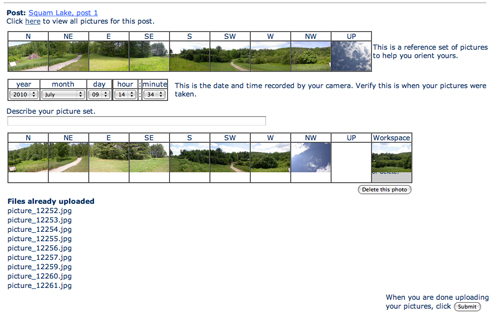 Post: Squam Lake, post 1
Click here to view all pictures for this post.
N NE E SE S SW W NW UP
This is a reference set of pictures
to help you orient yours.
year month day hour : minute
2010 July 09 14 : 34
This is the date and time recorded by your camera. Verify this is when your pictures were
taken.
Describe your picture set.
N NE E SE S SW W NW UP Workspace
or delete.
Delete this photo
Files already uploaded
picture_12252.jpg
picture_12253.jpg
picture_12254.jpg
picture_12255.jpg
picture_12256.jpg
picture_12257.jpg
picture_12259.jpg
picture_12260.jpg
picture_12261.jpg
When you are done uploading
your pictures, click Submit